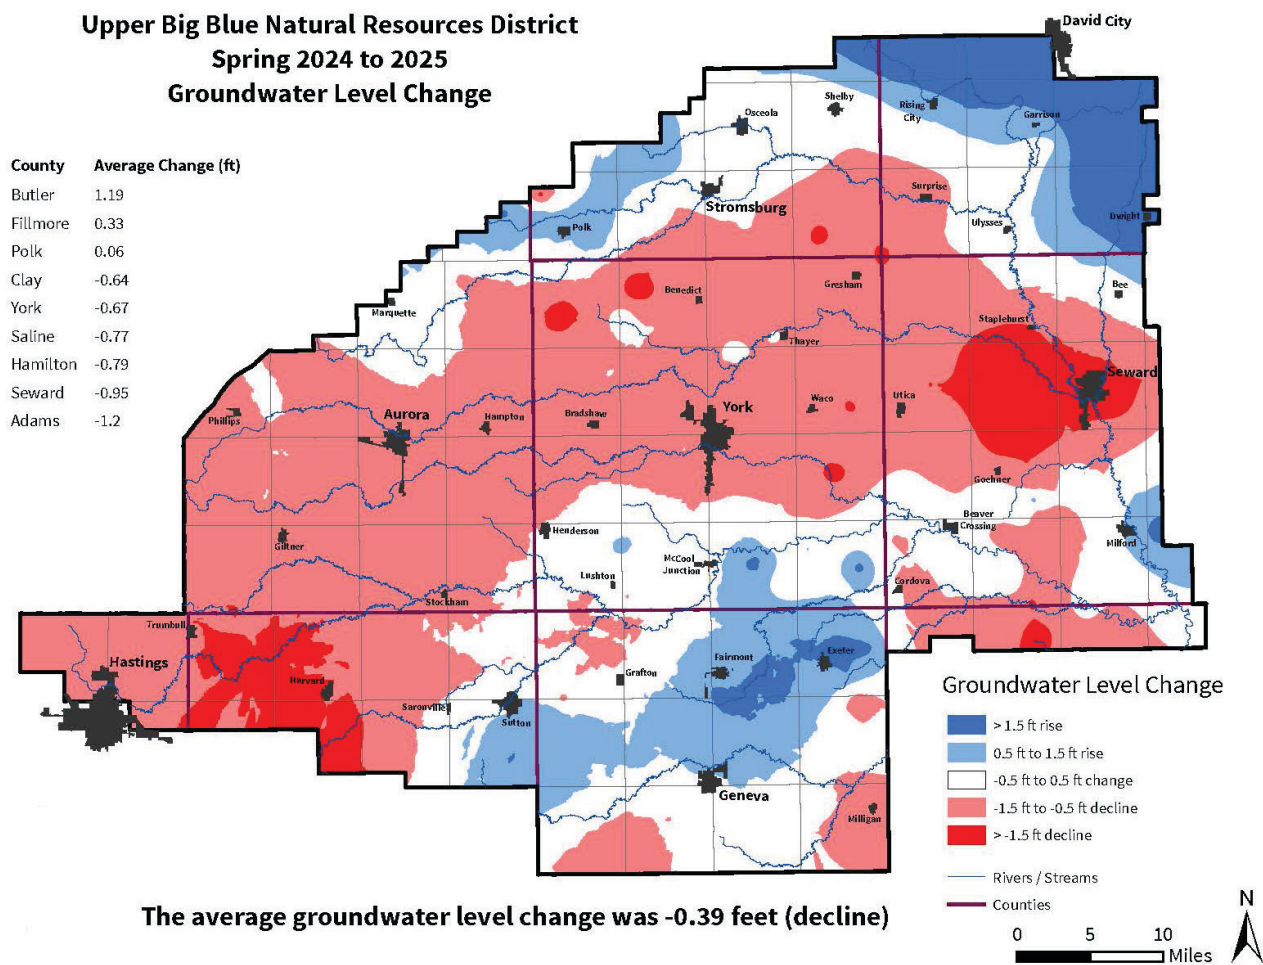 Upper Big Blue Natural Resources District
Spring 2024 to 2025
Groundwater Level Change
County Average Change (ft)
Butler 1.19
Fillmore 0.33
Polk 0.06
Clay -0.64
York -0.67
Saline -0.77
Hamilton -0.79
Seward -0.95
Adams -1.2
David City
Shelby
Osceola
Rising
City
Garrison
Surprise
Stromsburg
Ulysses
Dwight
Polk
Bee
Gresham
Benedict
Marquette
Staplehurst
Thayer
Seward
Phillips
Aurora
Hampton
Bradshaw
York
Waco
Utica
Goehner
Beaver
Crossing
Milford
Henderson
Giltner
McCool
Junction
Lushton
Cordova
Stockham
Trumbull
Hastings
Harvard
Saronville
Sutton
Grafton
Fairmont
Exeter
Geneva
Milligan
Groundwater Level Change
> 1.5 ft rise
0.5 ft to 1.5 ft rise
-0.5 ft to 0.5 ft change
-1.5 ft to -0.5 ft decline
> -1.5 ft decline
Rivers / Streams
Counties
N
0 5 10
Miles
The average groundwater level change was -0.39 feet (decline)